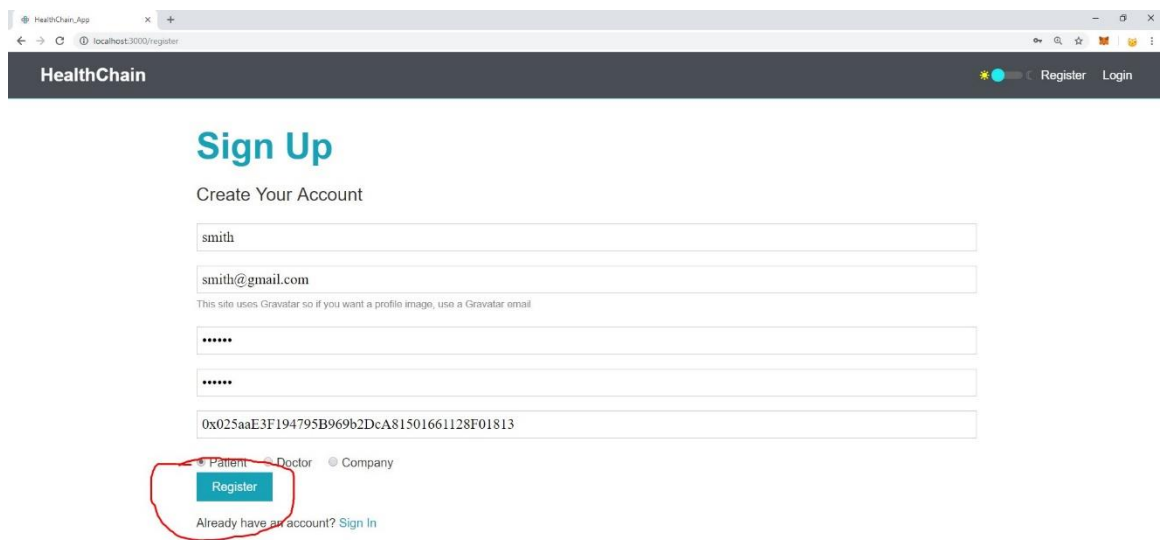 HealthChain_App
localhost:3000/register
HealthChain Register Login
Sign Up
Create Your Account
smith
smith@gmail.com
This site uses Gravatar so if you want a profile image, use a Gravatar email
••••••
••••••
0x025aaE3F194795B969b2DcA81501661128F01813
Patient Doctor Company
Register
Already have an account? Sign In